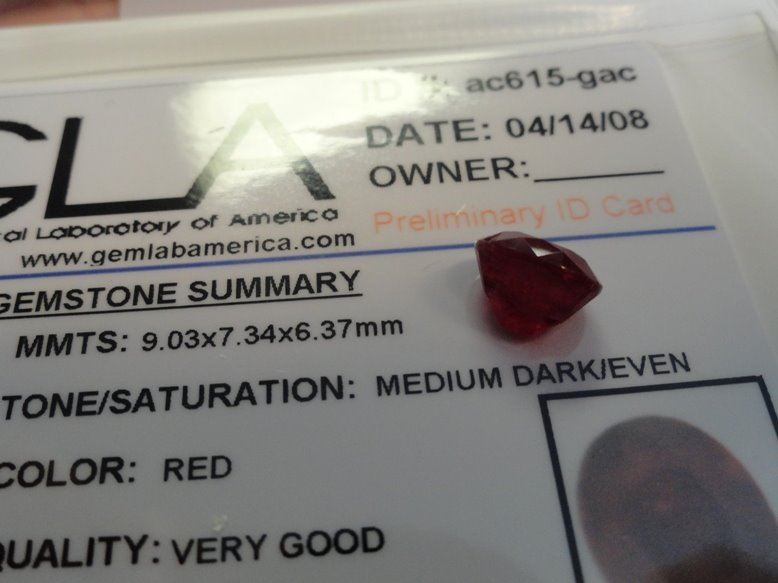 ID #: ac615-gac
DATE: 04/14/08
OWNER:
GLA
al Laborotory of America
Preliminary ID Card
www.gemlabamerica.com
GEMSTONE SUMMARY
MMTS: 9.03x7.34x6.37mm
TONE/SATURATION: MEDIUM DARK/EVEN
COLOR: RED
QUALITY: VERY GOOD